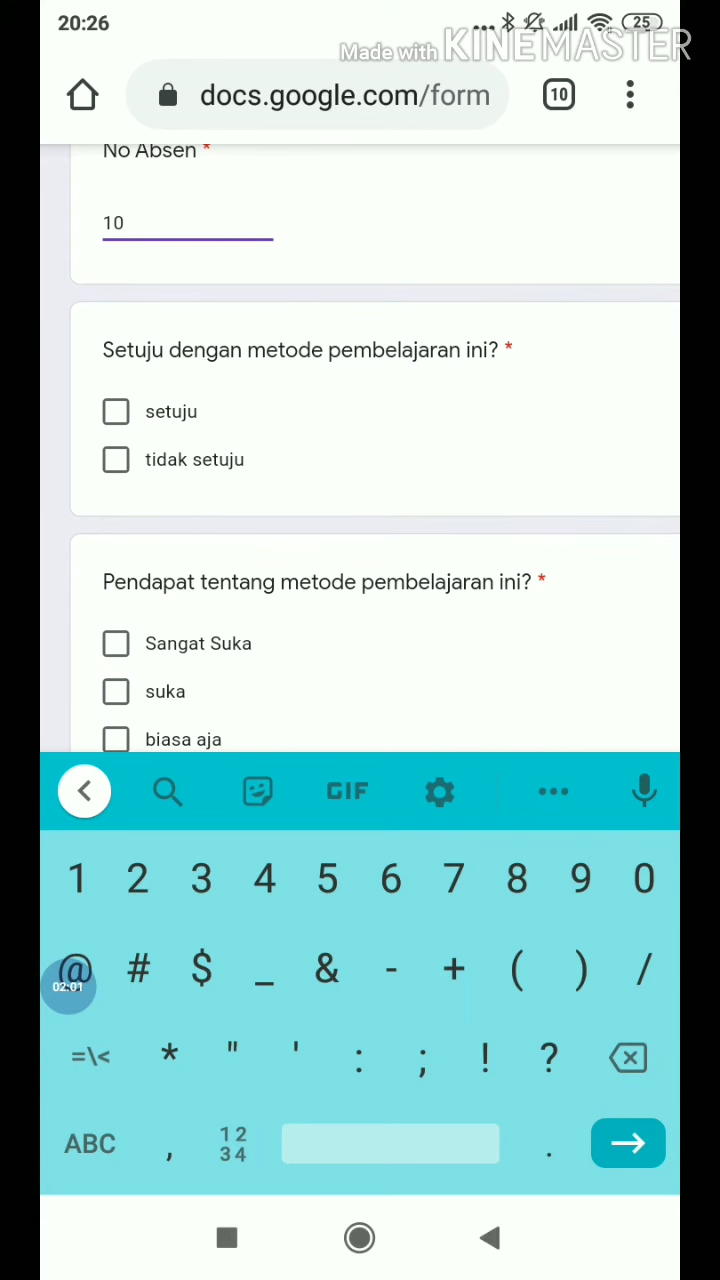 20:26
25
Made with KINEMASTER
docs.google.com/form
10
No Absen *
10
Setuju dengan metode pembelajaran ini? *
setuju
tidak setuju
Pendapat tentang metode pembelajaran ini? *
Sangat Suka
suka
biasa aja
GIF
1 2 3 4 5 6 7 8 9 0
@ # $ _ & - + ( ) /
02:01
=\< * " ' : ; ! ?
ABC , 12 .
34